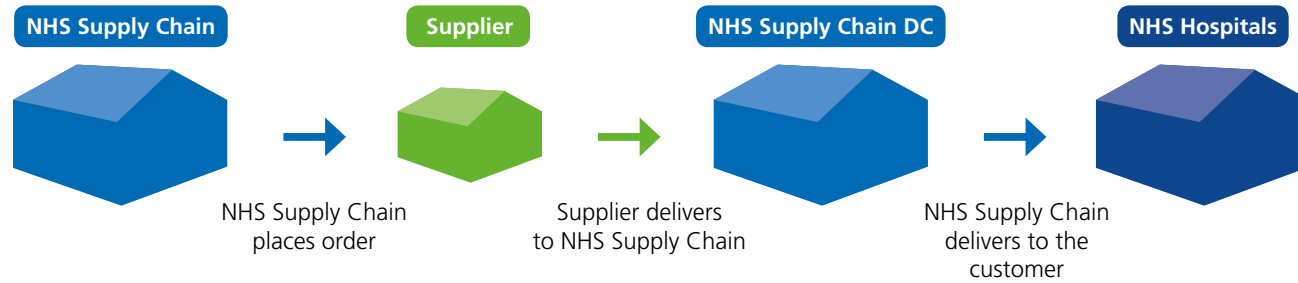 NHS Supply Chain
Supplier
NHS Supply Chain DC
NHS Hospitals
NHS Supply Chain
places order
Supplier delivers
to NHS Supply Chain
NHS Supply Chain
delivers to the
customer